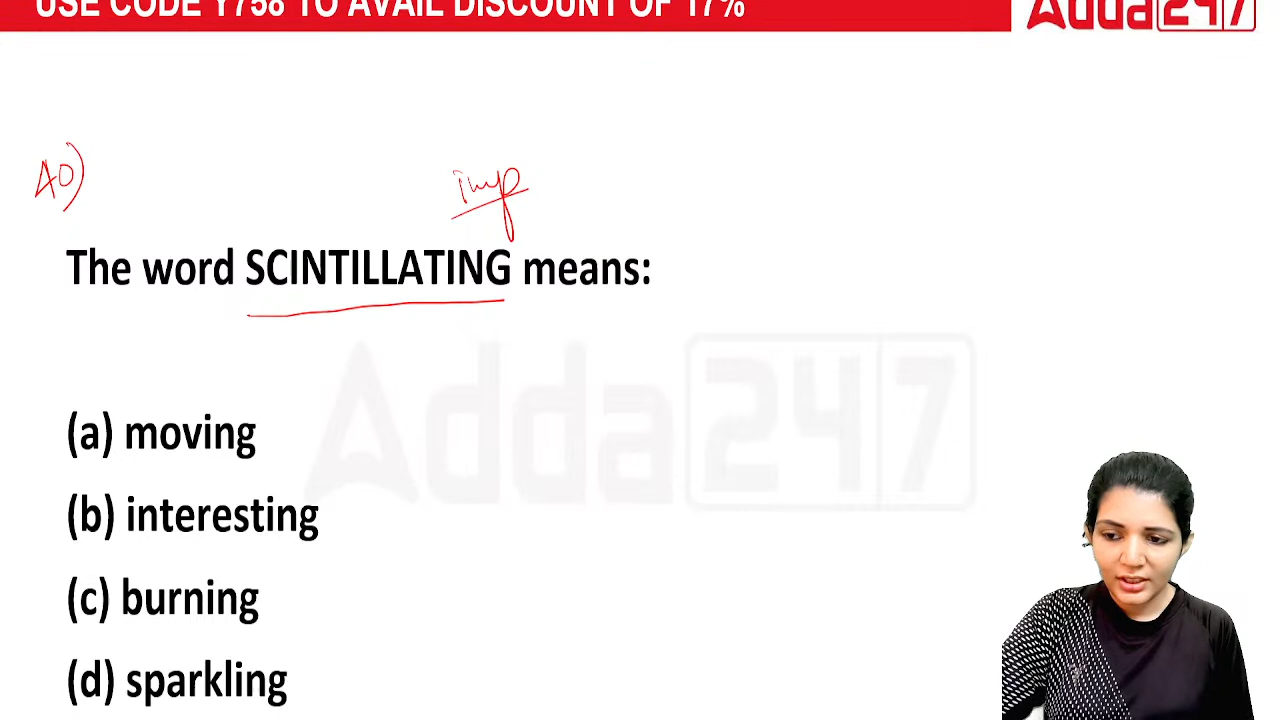 USE CODE Y758 TO AVAIL DISCOUNT OF 17%
Adda247
40)
imp
The word SCINTILLATING means:
Adda247
(a) moving
(b) interesting
(c) burning
(d) sparkling